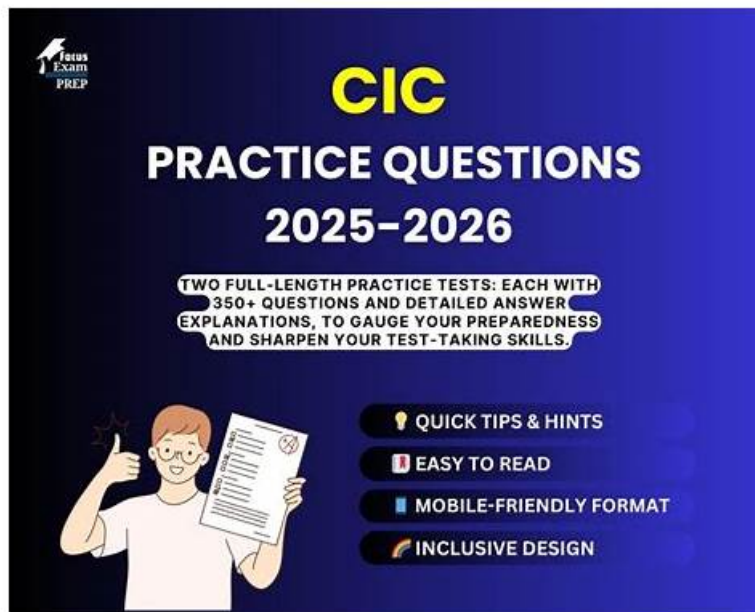 Focus
Exam
PREP
CIC
PRACTICE QUESTIONS
2025-2026
TWO FULL-LENGTH PRACTICE TESTS: EACH WITH
350+ QUESTIONS AND DETAILED ANSWER
EXPLANATIONS, TO GAUGE YOUR PREPAREDNESS
AND SHARPEN YOUR TEST-TAKING SKILLS.
QUICK TIPS & HINTS
EASY TO READ
MOBILE-FRIENDLY FORMAT
INCLUSIVE DESIGN